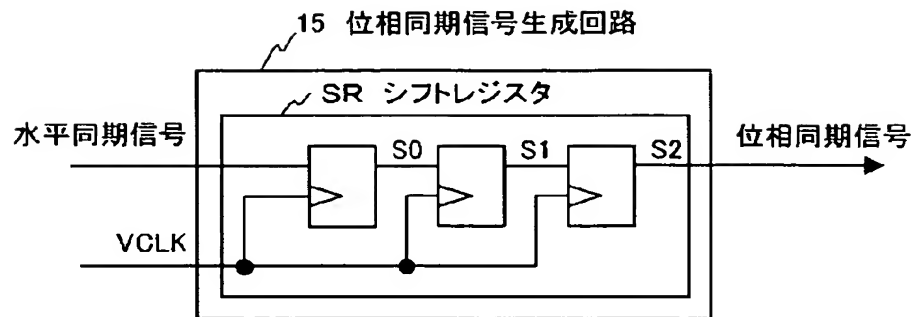 15 位相同期信号生成回路
SR シフトレジスタ
水平同期信号
S0
S1
S2
位相同期信号
VCLK